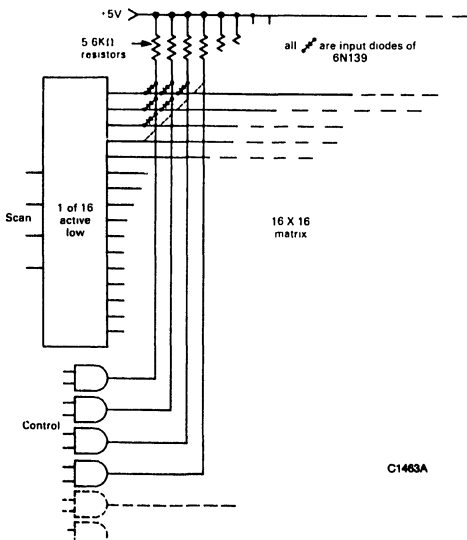 +5V
5 6KΩ
resistors
all are input diodes of
6N139
Scan
1 of 16
active
low
16 X 16
matrix
Control
C1463A